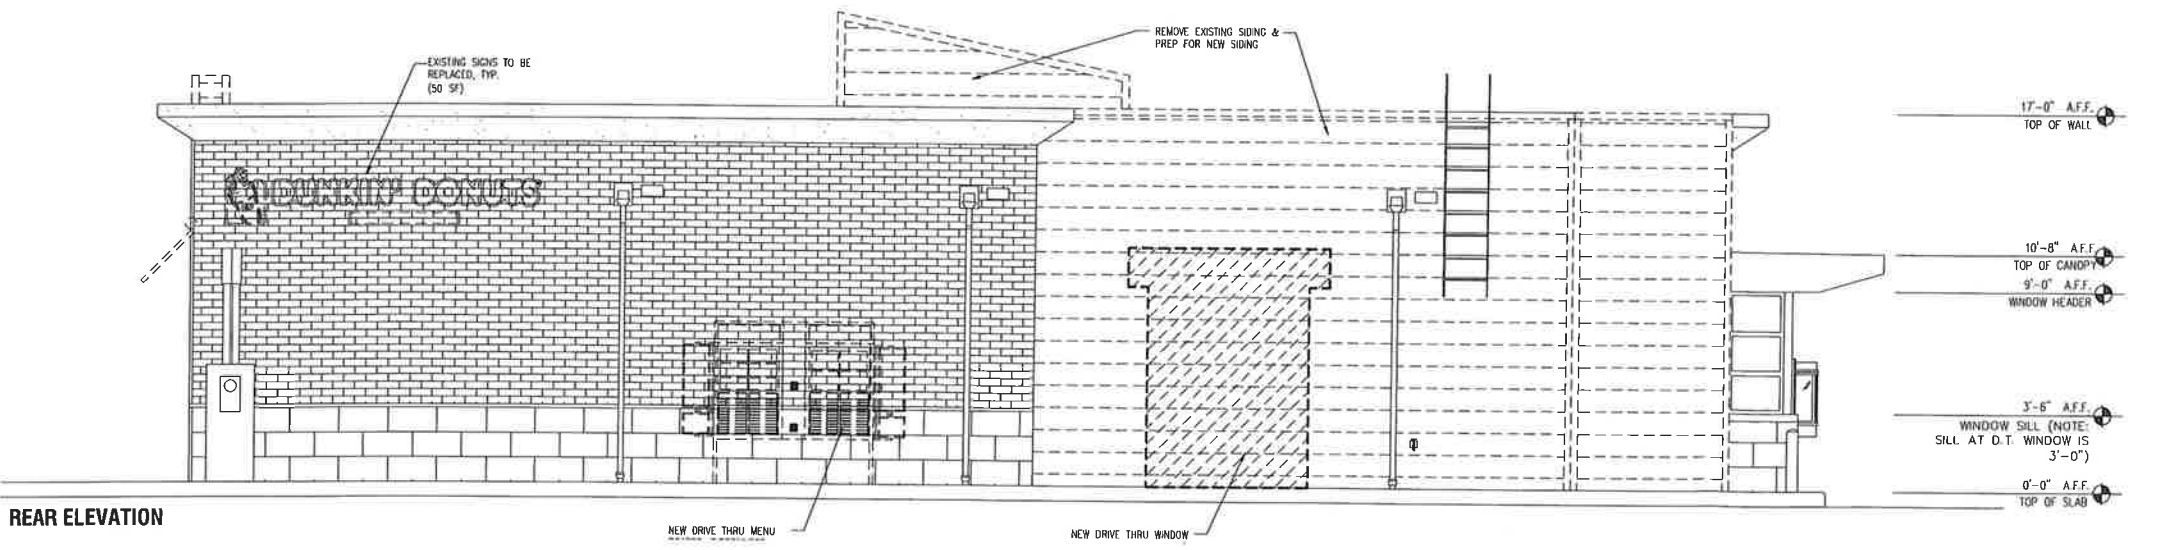 REMOVE EXISTING SIDING &
PREP FOR NEW SIDING
EXISTING SIGNS TO BE
REPLACED, TYP.
(50 SF)
17'-0" A.F.F.
TOP OF WALL
DUNKIN' DONUTS
10'-8" A.F.F.
TOP OF CANOPY
9'-0" A.F.F.
WINDOW HEADER
3'-6" A.F.F.
WINDOW SILL (NOTE:
SILL AT D.T. WINDOW IS
3'-0")
0'-0" A.F.F.
TOP OF SLAB
REAR ELEVATION
NEW DRIVE THRU MENU
NEW DRIVE THRU WINDOW